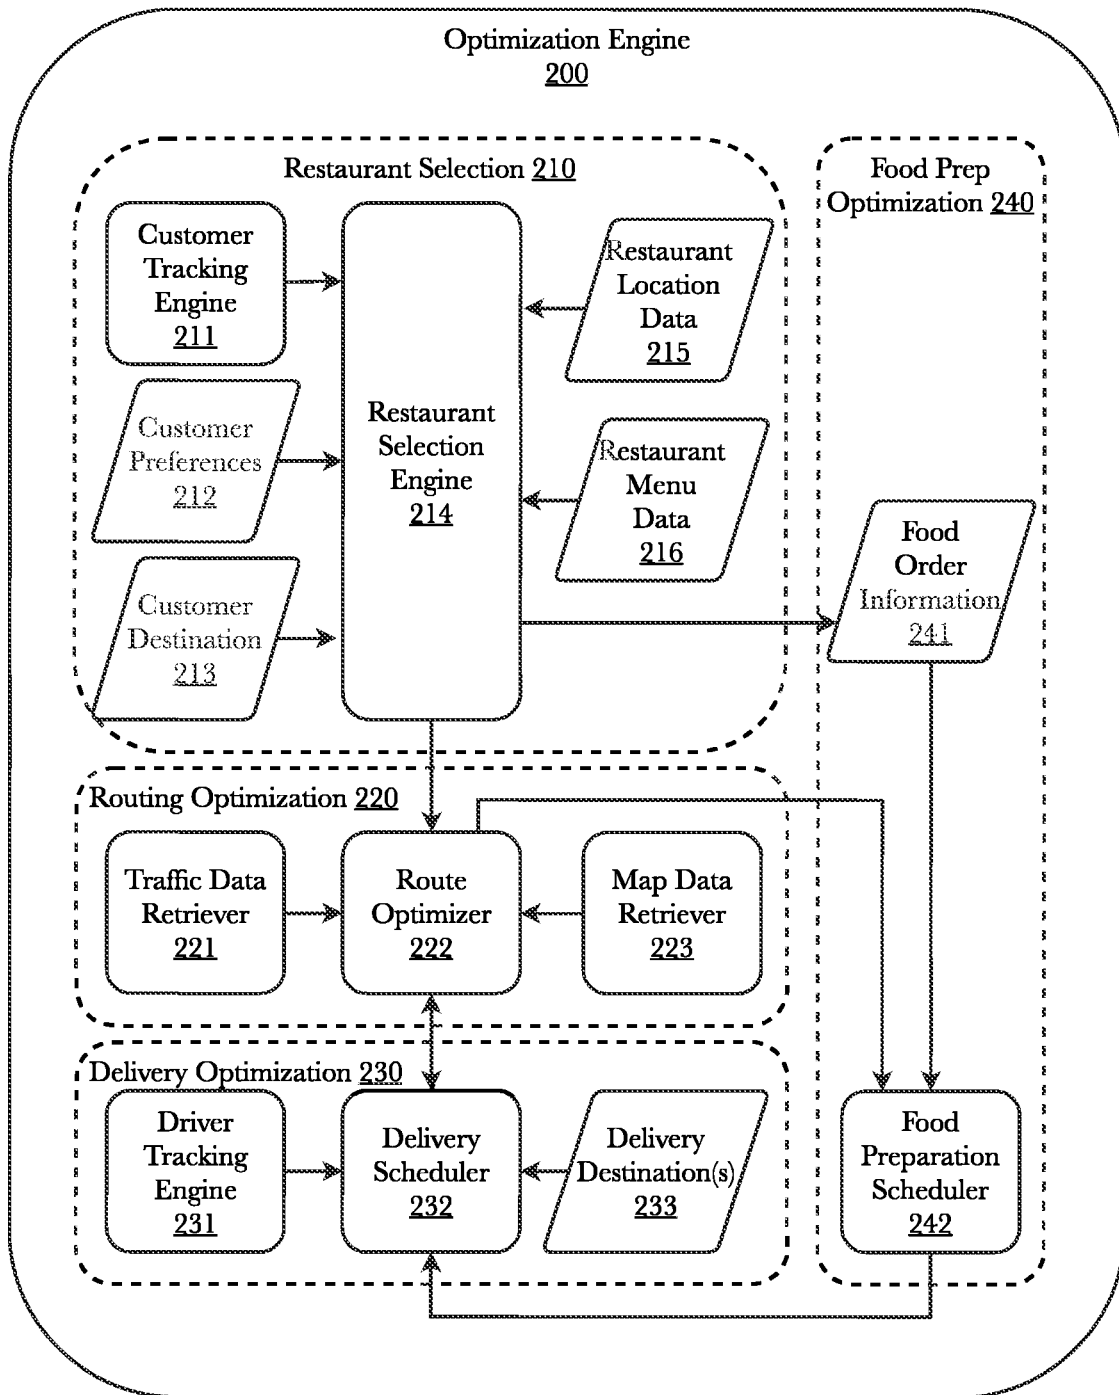 Optimization Engine
200
Restaurant Selection 210
Customer
Tracking
Engine
211
Customer
Preferences
212
Customer
Destination
213
Restaurant
Selection
Engine
214
Restaurant
Location
Data
215
Restaurant
Menu
Data
216
Food Prep
Optimization 240
Food
Order
Information
241
Routing Optimization 220
Traffic Data
Retriever
221
Route
Optimizer
222
Map Data
Retriever
223
Delivery Optimization 230
Driver
Tracking
Engine
231
Delivery
Scheduler
232
Delivery
Destination(s)
233
Food
Preparation
Scheduler
242